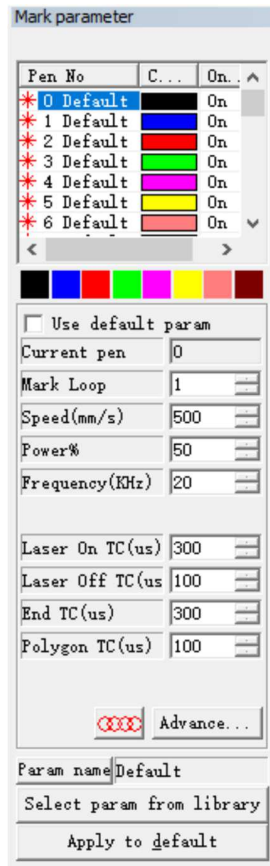 Mark parameter
Pen No C... On..
0 Default On
1 Default On
2 Default On
3 Default On
4 Default On
5 Default On
6 Default On
Use default param
Current pen 0
Mark Loop 1
Speed(mm/s) 500
Power% 50
Frequency(KHz) 20
Laser On TC(us) 300
Laser Off TC(us 100
End TC(us) 300
Polygon TC(us) 100
Advance...
Param name Default
Select param from library
Apply to default